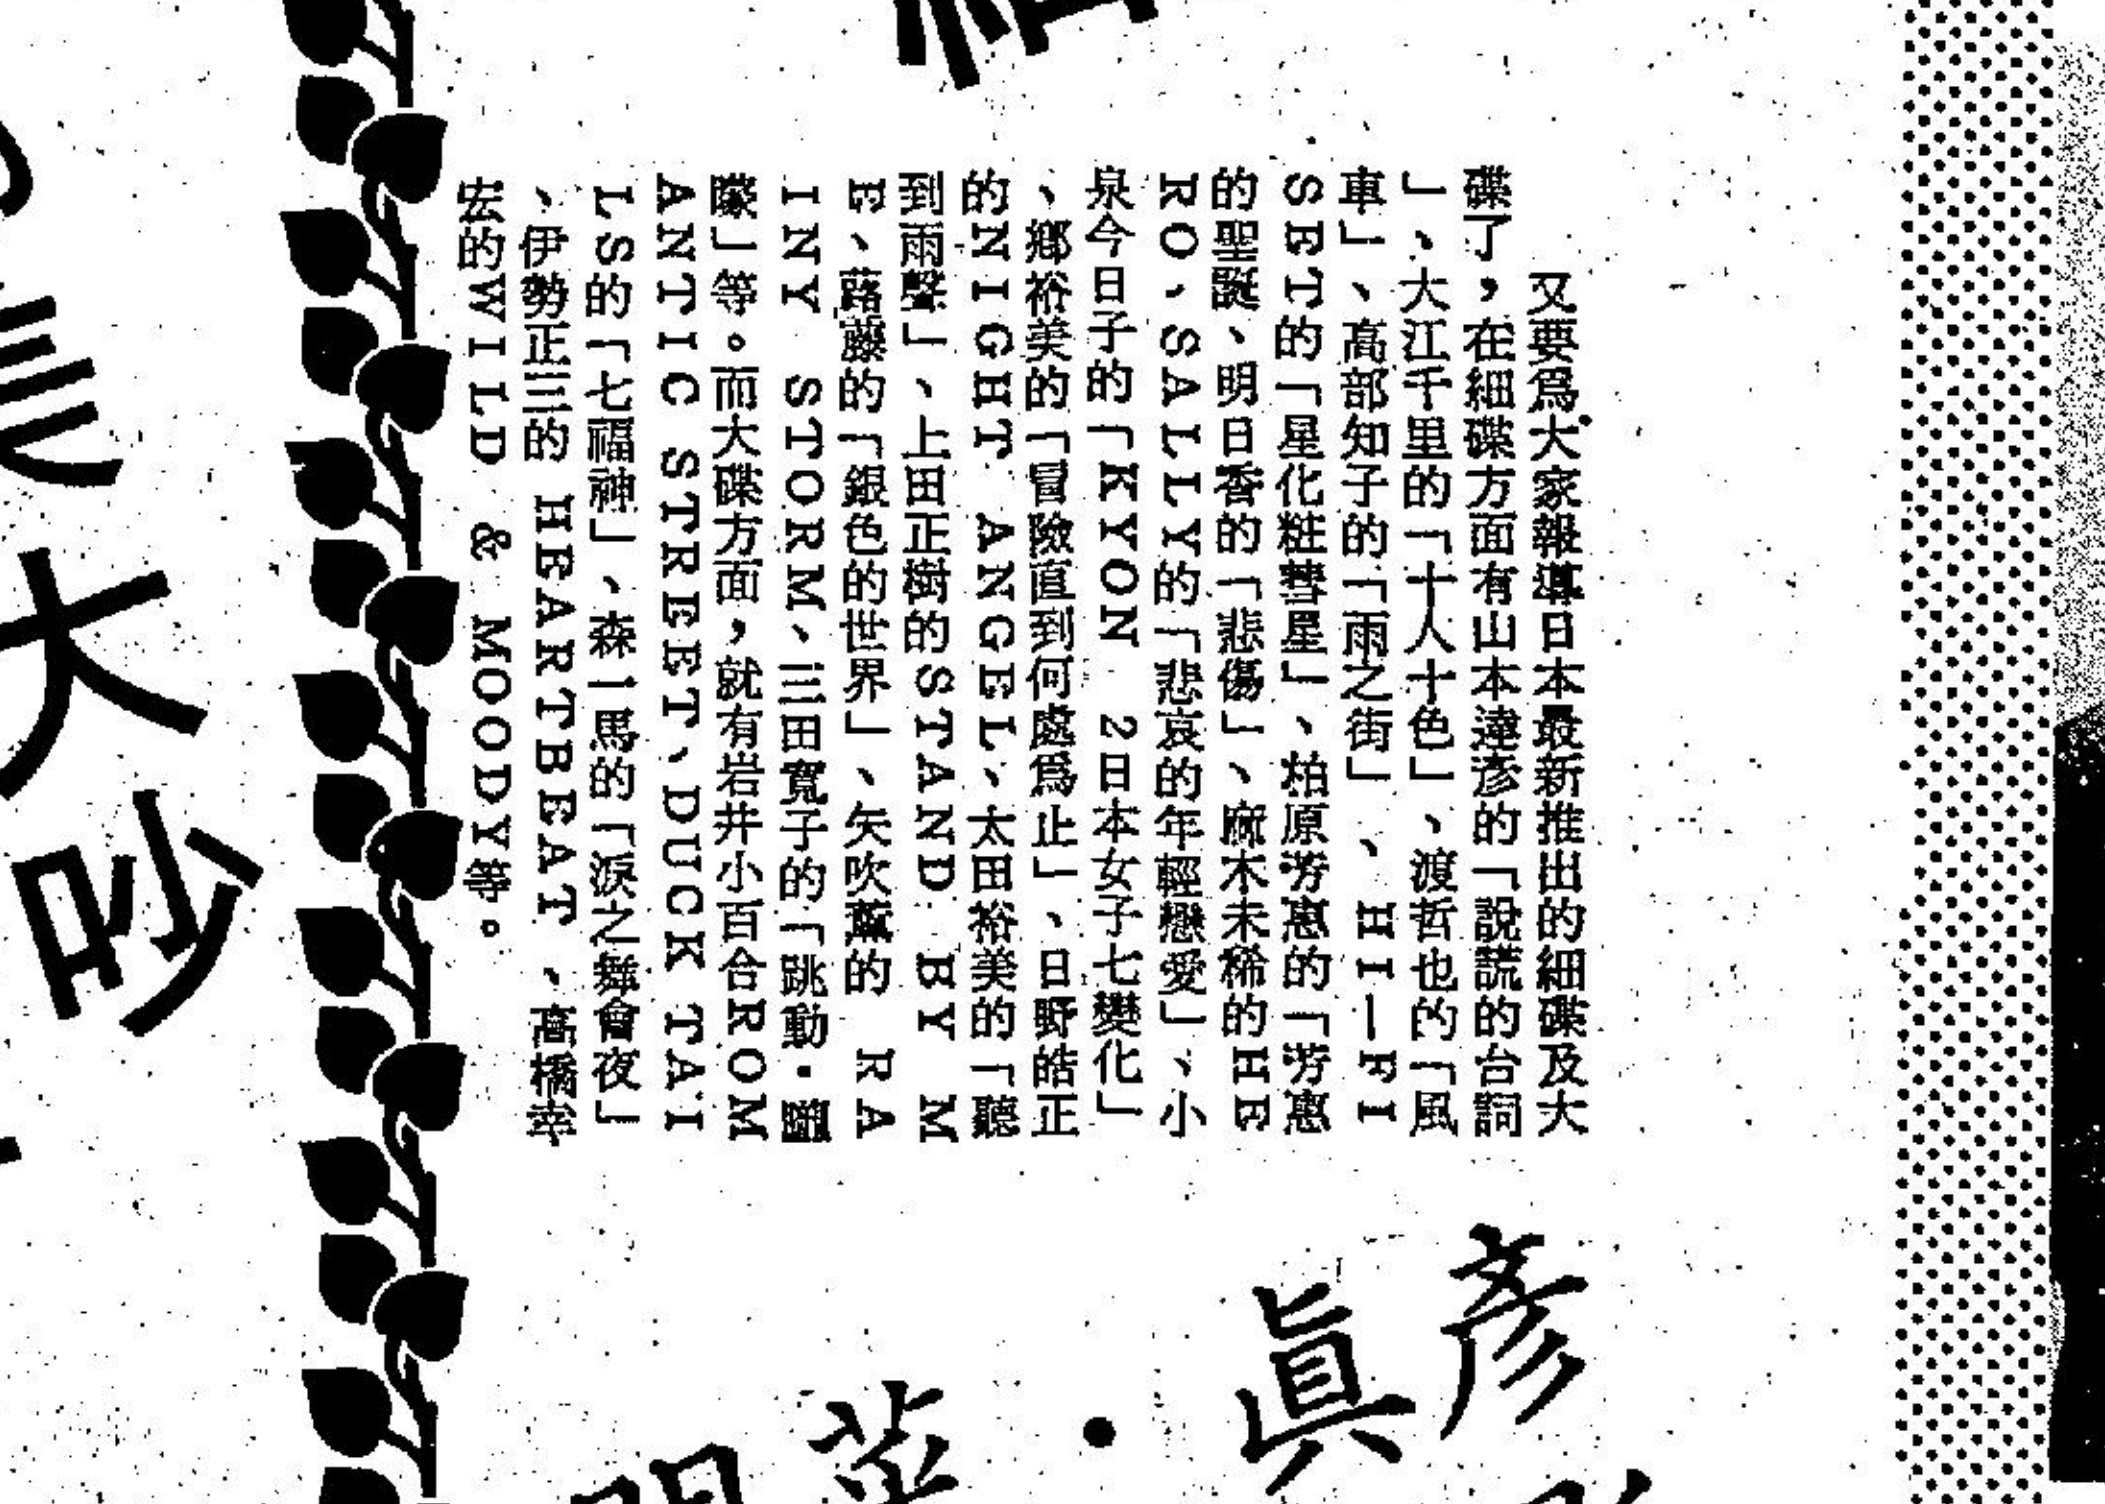 又要爲大家報導日本最新推出的細碟及大
碟了，在細碟方面有山本達彥的「說謊的台詞
」、大江千里的「十人十色」、渡哲也的「風
車」、高部知子的「雨之街」、HI—FI
SET的「星化粧彗星」、柏原芳惠的「芳惠
的聖誕、明日香的「悲傷」、麻木未稀的HE
RO、SALLY的「悲哀的年輕戀愛」、小
泉今日子的「KYON 2日本女子七變化」
、鄉裕美的「冒險直到何處爲止」、日野皓正
的NIGHT ANGEL、太田裕美的「聽
到雨聲」、上田正樹的STAND BY M
E、蕗藤的「銀色的世界」、矢吹薰的 RA
INY STORM、三田寬子的「跳動・朦
朦」等。而大碟方面，就有岩井小百合ROM
ANTIC STREET、DUCK TAI
LS的「七福神」、森一馬的「淚之舞會夜」
、伊勢正三的 HEARTBEAT、高橋幸
宏的WILD & MOODY等。
大
吵
彥
眞・